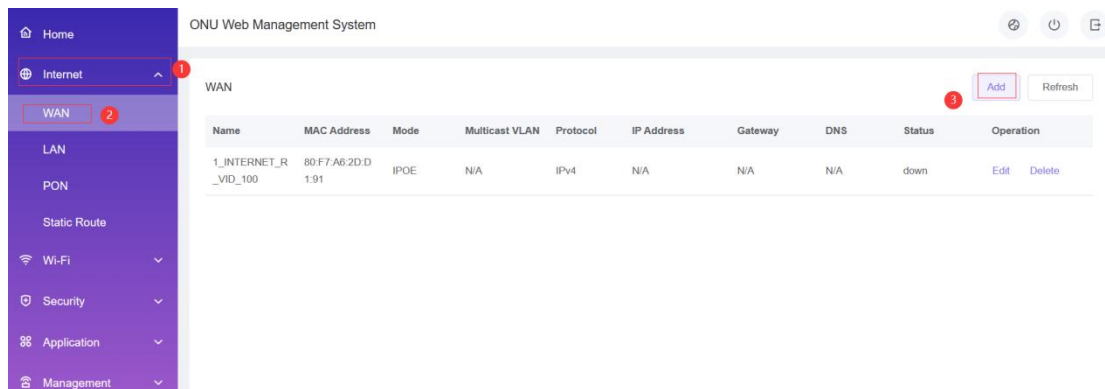 ONU Web Management System
Home
Internet
1
WAN
2
LAN
PON
Static Route
Wi-Fi
Security
Application
Management
WAN
Add
Refresh
3
Name MAC Address Mode Multicast VLAN Protocol IP Address Gateway DNS Status Operation
1_INTERNET_R 80:F7:A6:2D:D IPOE N/A IPv4 N/A N/A N/A down Edit Delete
_VID_100 1:91